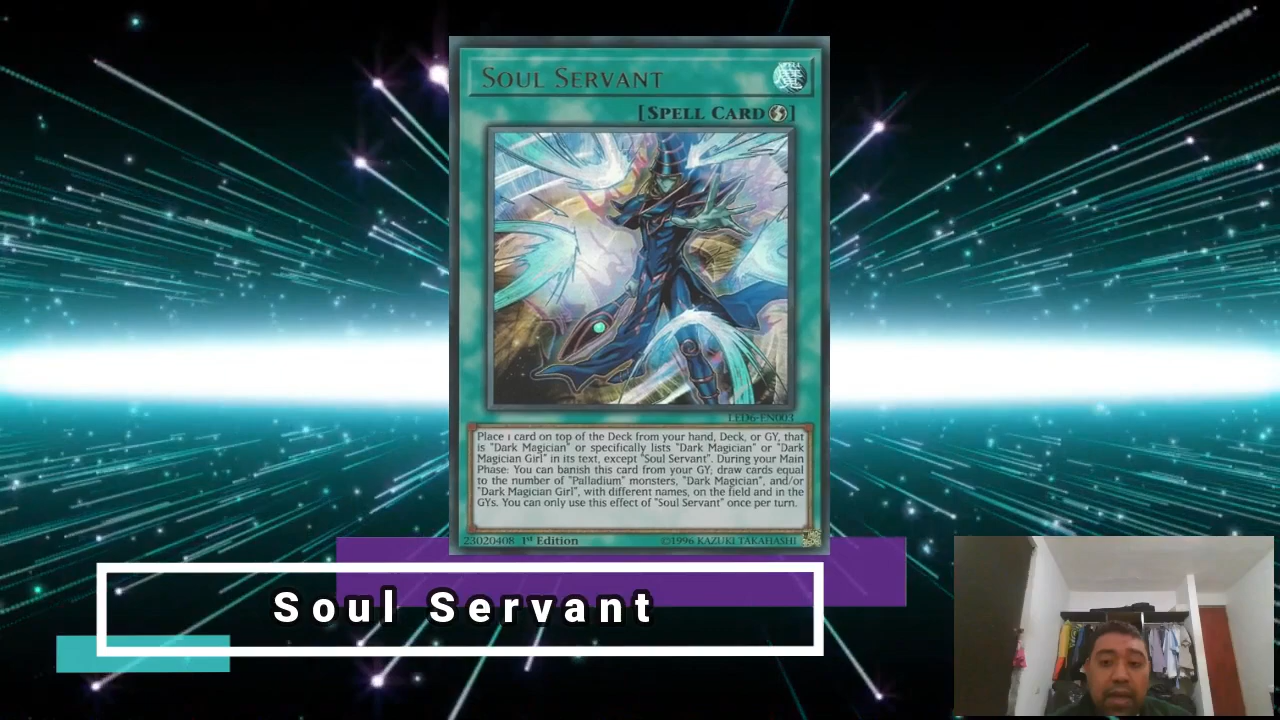 SOUL SERVANT
[SPELL CARD]
LED6-EN003
Place 1 card on top of the Deck from your hand, Deck, or GY, that
is "Dark Magician" or specifically lists "Dark Magician" or "Dark
Magician Girl" in its text, except "Soul Servant". During your Main
Phase: You can banish this card from your GY; draw cards equal
to the number of "Palladium" monsters, "Dark Magician", and/or
"Dark Magician Girl", with different names, on the field and in the
GYs. You can only use this effect of "Soul Servant" once per turn.
23020408 1st Edition ©1996 KAZUKI TAKAHASHI
Soul Servant